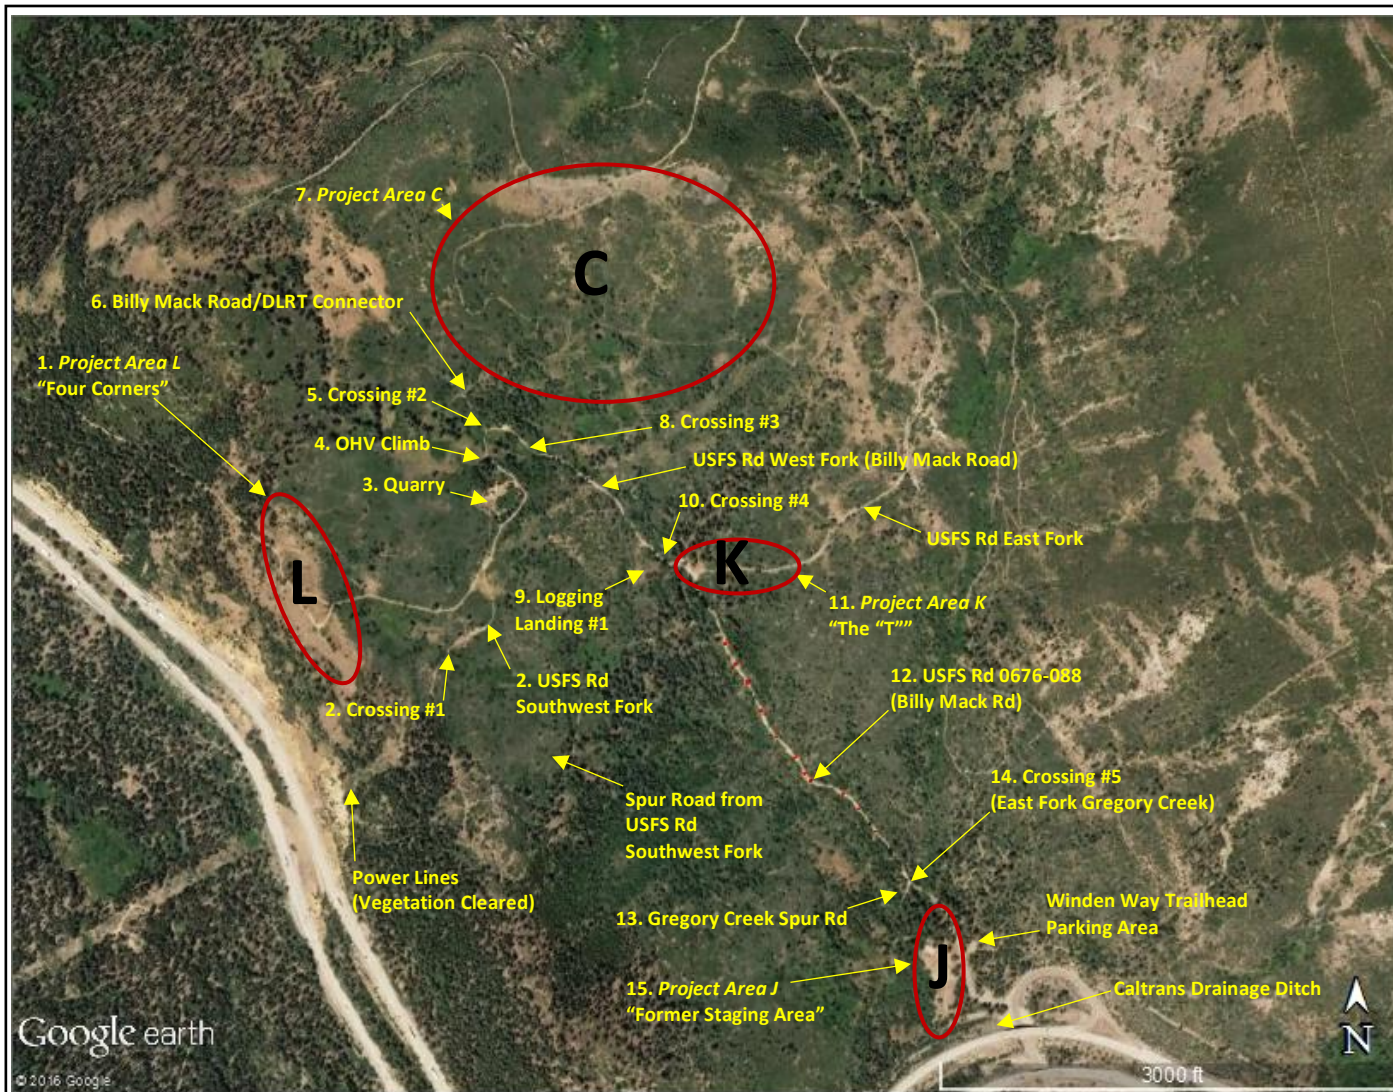 7. Project Area C
C
6. Billy Mack Road/DLRT Connector
1. Project Area L
“Four Corners”
5. Crossing #2
8. Crossing #3
4. OHV Climb
USFS Rd West Fork (Billy Mack Road)
3. Quarry
10. Crossing #4
USFS Rd East Fork
L
K
9. Logging
Landing #1
11. Project Area K
“The “T””
2. Crossing #1
2. USFS Rd
Southwest Fork
12. USFS Rd 0676-088
(Billy Mack Rd)
14. Crossing #5
(East Fork Gregory Creek)
Spur Road from
USFS Rd
Southwest Fork
Power Lines
(Vegetation Cleared)
13. Gregory Creek Spur Rd
Winden Way Trailhead
Parking Area
J
15. Project Area J
“Former Staging Area”
Caltrans Drainage Ditch
Google earth
N
© 2016 Google
3000 ft